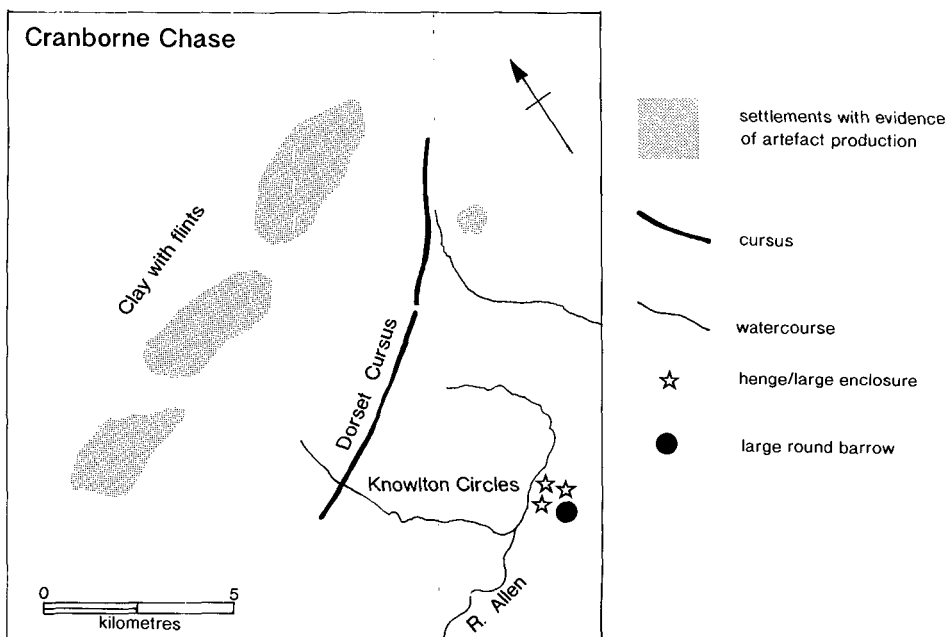 Cranborne Chase
Clay with flints
Dorset Cursus
Knowlton Circles
R. Allen
0 5
kilometres
settlements with evidence
of artefact production
cursus
watercourse
henge/large enclosure
large round barrow